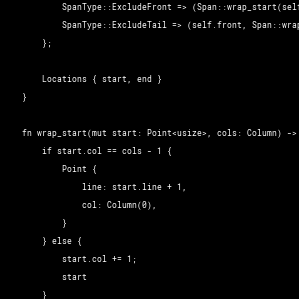 SpanType::ExcludeFront => (Span::wrap_start(self
SpanType::ExcludeTail => (self.front, Span::wrap
};
Locations { start, end }
}
fn wrap_start(mut start: Point<usize>, cols: Column) ->
if start.col == cols - 1 {
Point {
line: start.line + 1,
col: Column(0),
}
} else {
start.col += 1;
start
}